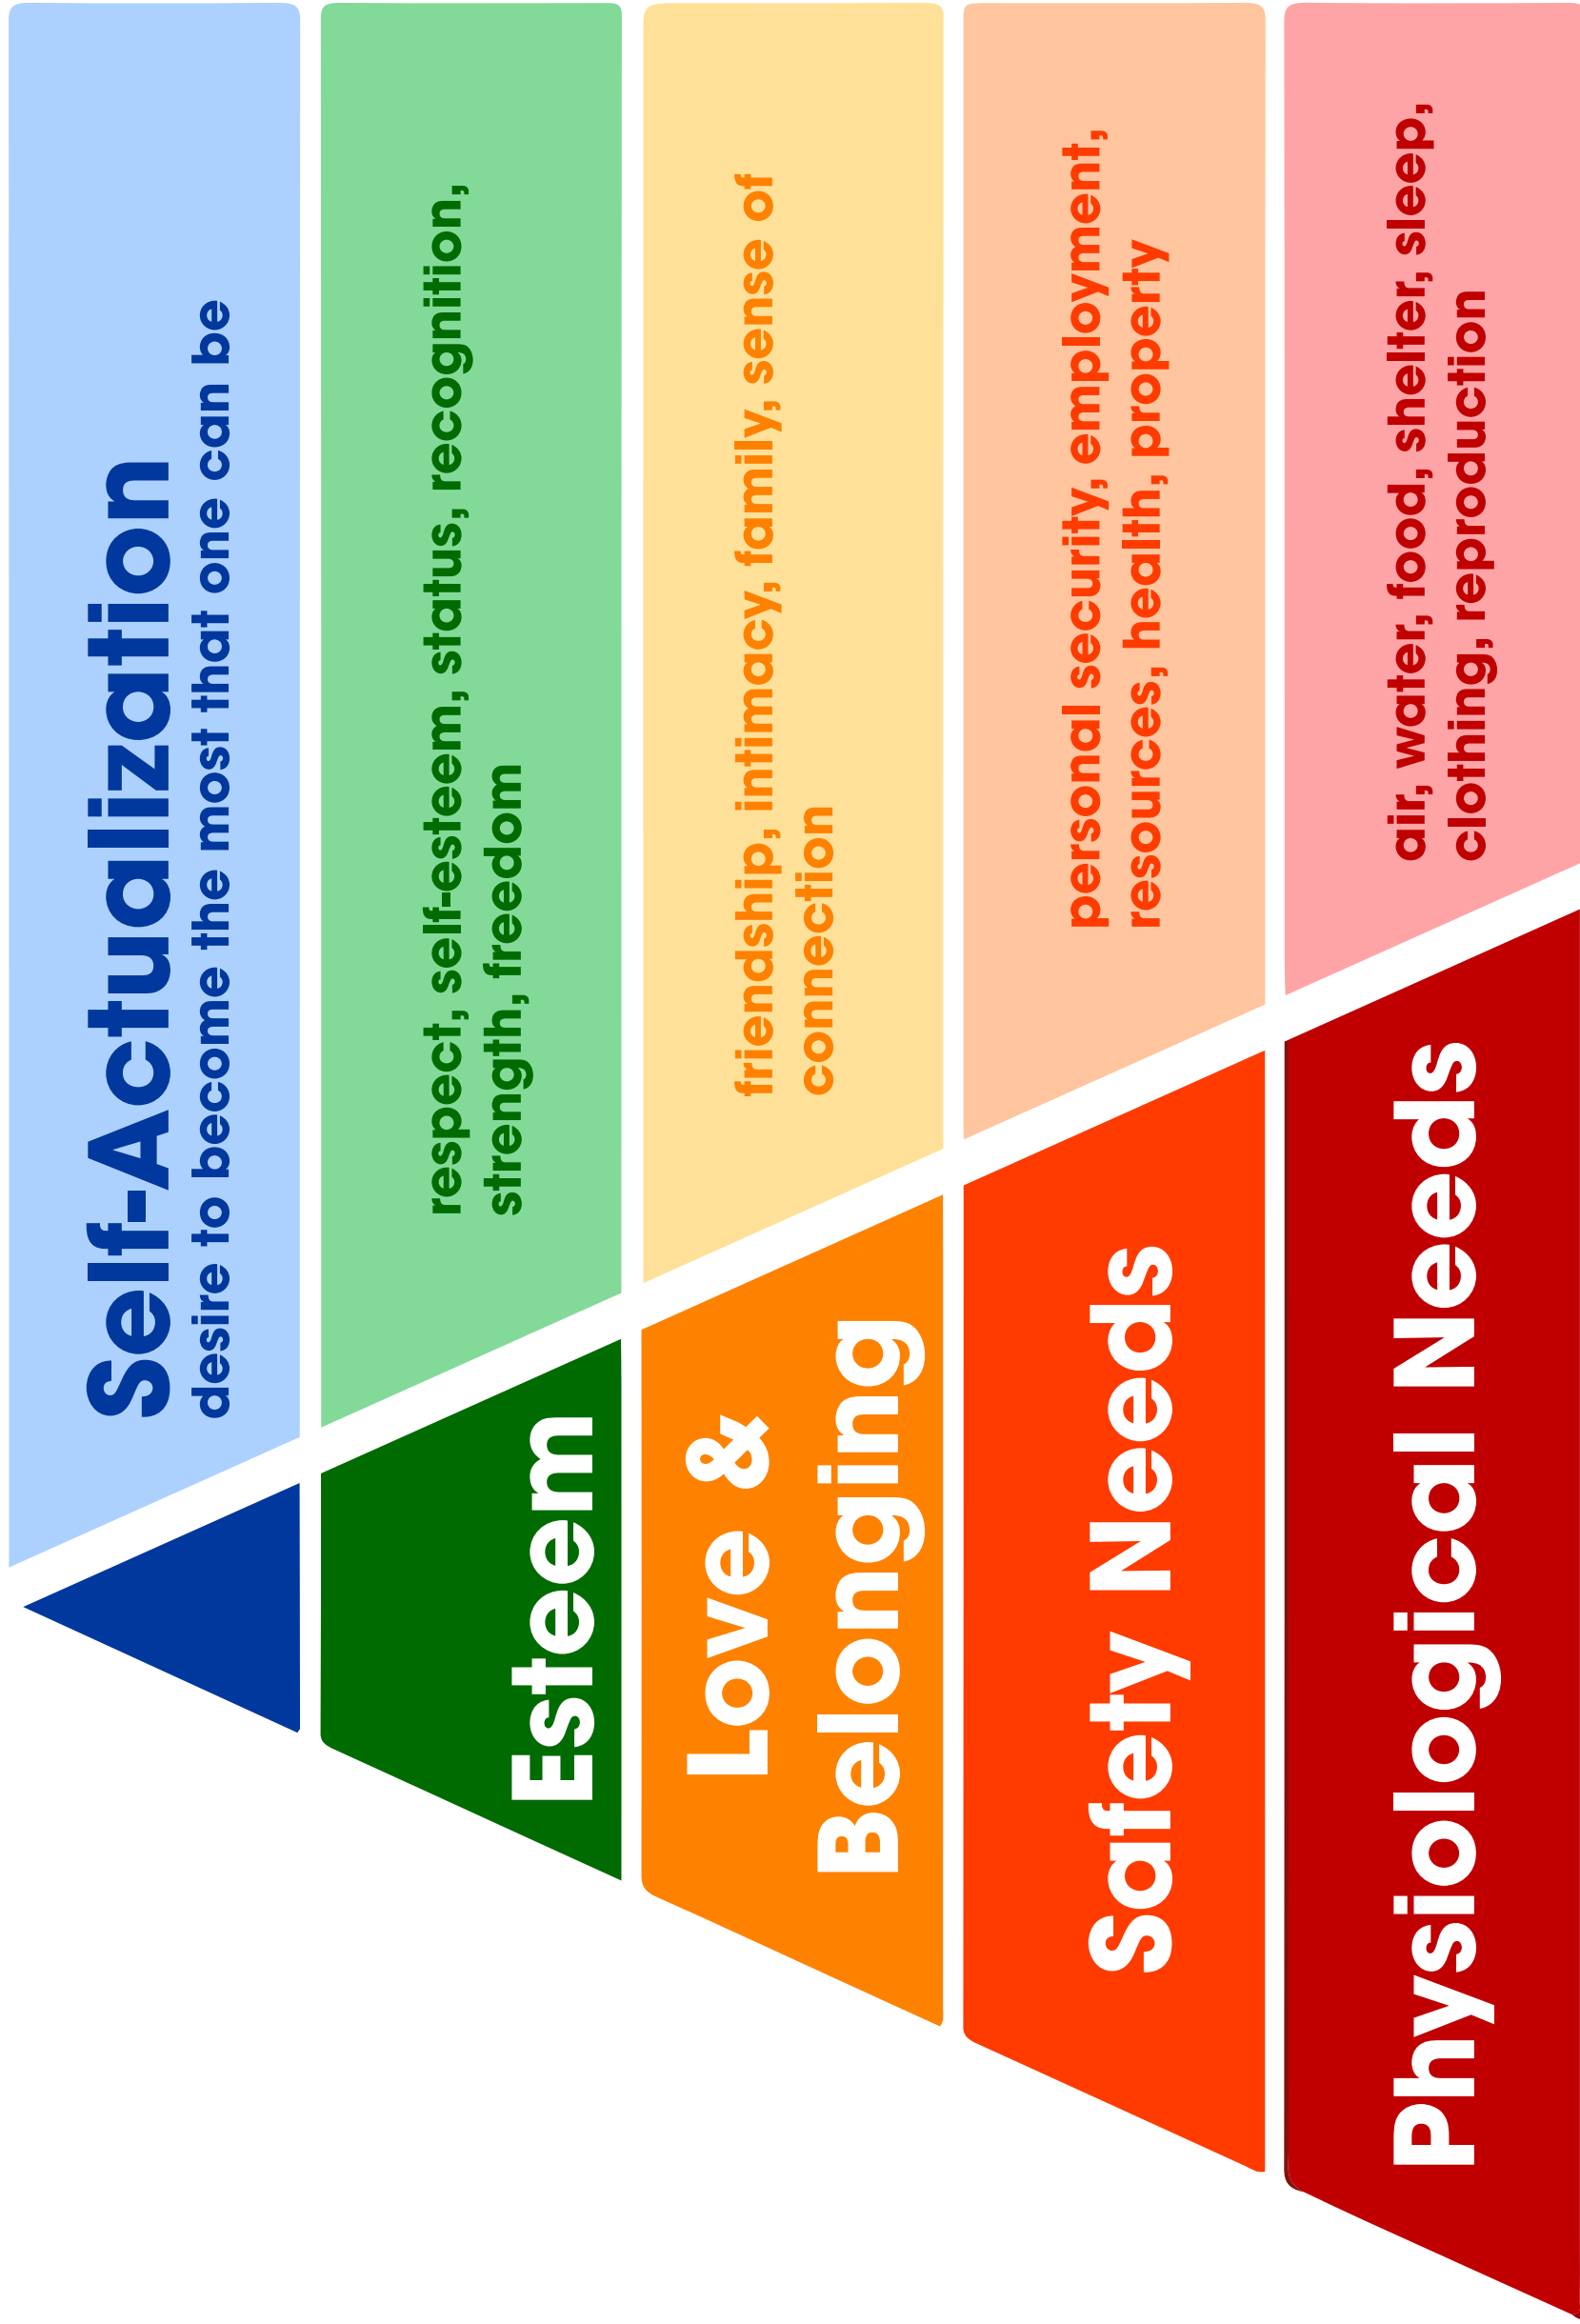 Self-Actualization
desire to become the most that one can be
Esteem
respect, self-esteem, status, recognition,
strength, freedom
Love &
Belonging
friendship, intimacy, family, sense of
connection
Safety Needs
personal security, employment,
resources, health, property
Physiological Needs
air, water, food, shelter, sleep,
clothing, reproduction